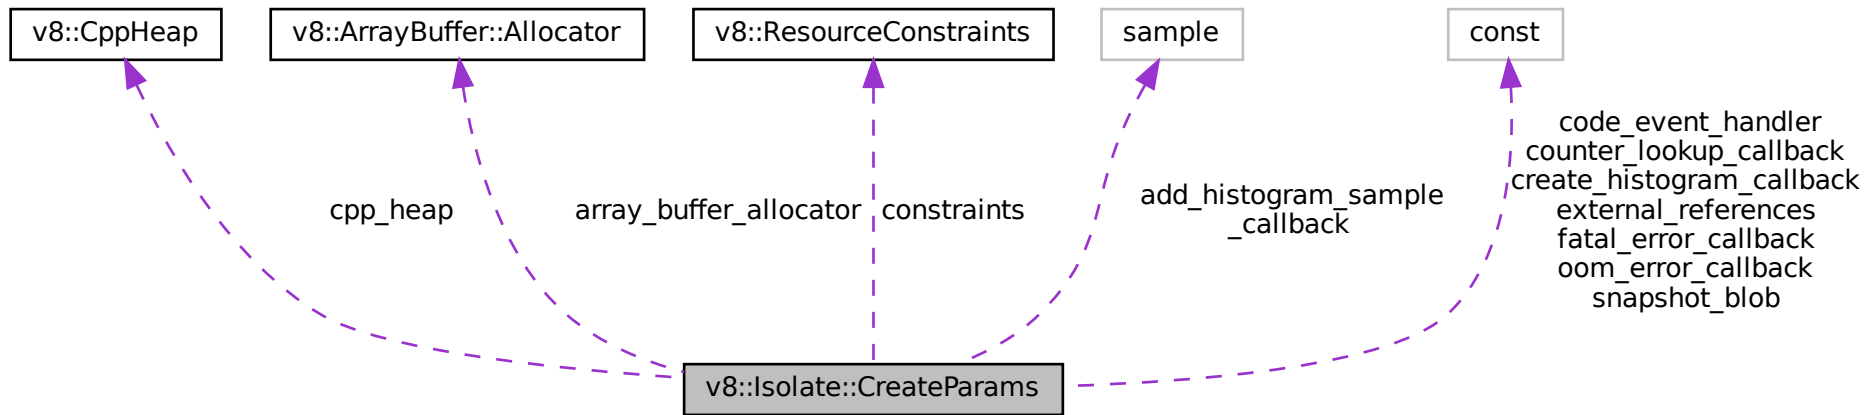 v8::CppHeap
v8::ArrayBuffer::Allocator
v8::ResourceConstraints
sample
const
cpp_heap
array_buffer_allocator
constraints
add_histogram_sample
_callback
code_event_handler
counter_lookup_callback
create_histogram_callback
external_references
fatal_error_callback
oom_error_callback
snapshot_blob
v8::Isolate::CreateParams